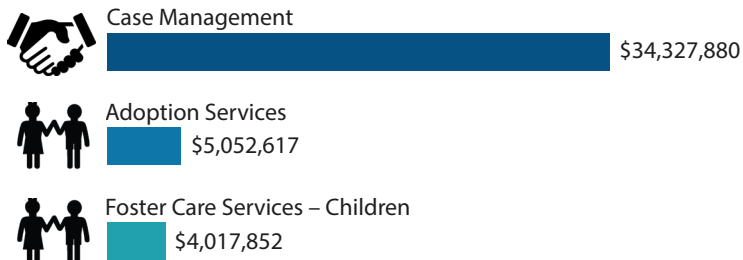 Case Management
$34,327,880
Adoption Services
$5,052,617
Foster Care Services – Children
$4,017,852